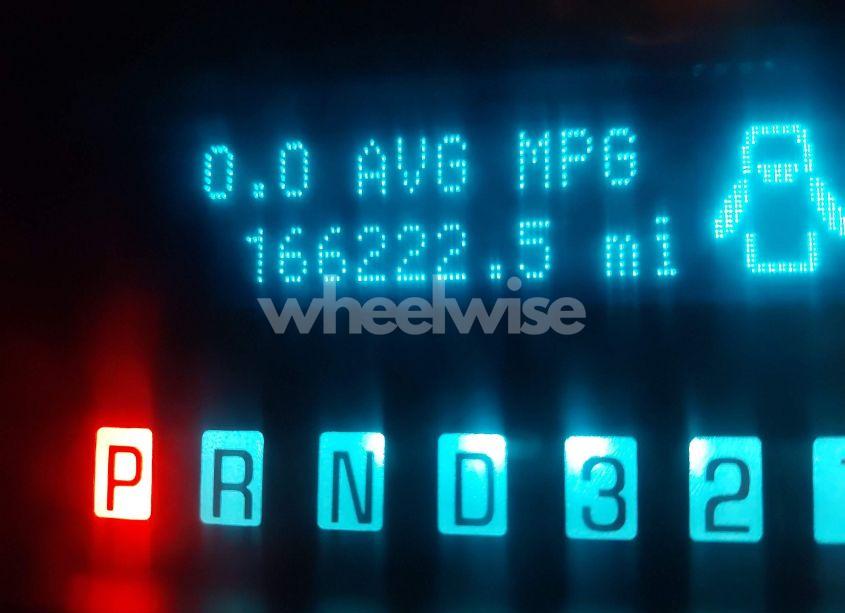 0.0 AVG MPG
166222.5 mi
wheelwise
P R N D 3 2